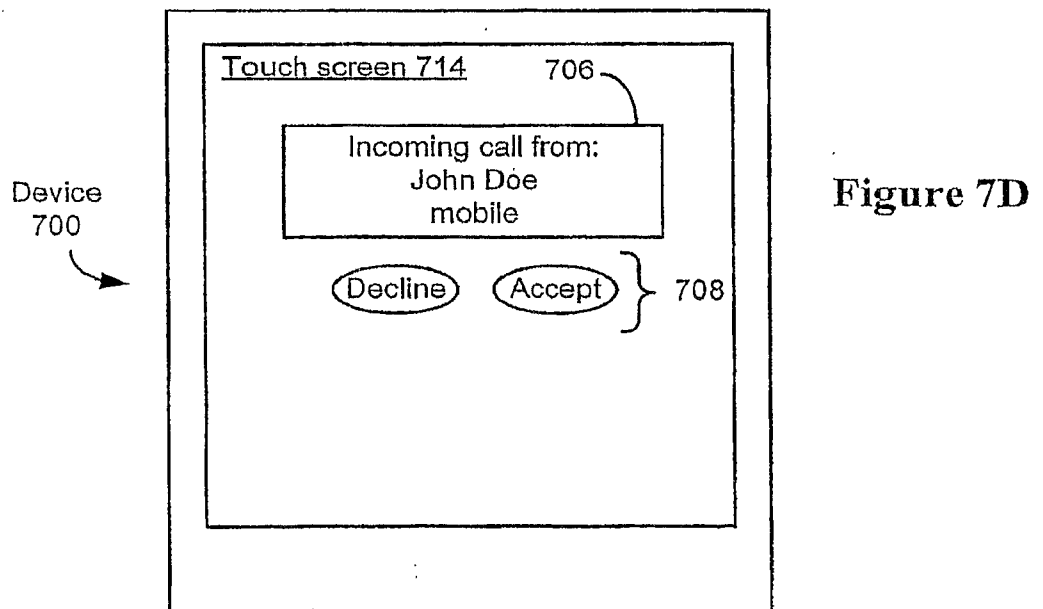 Touch screen 714
706
Incoming call from:
John Doe
mobile
Device
700
Figure 7D
Decline
Accept
708